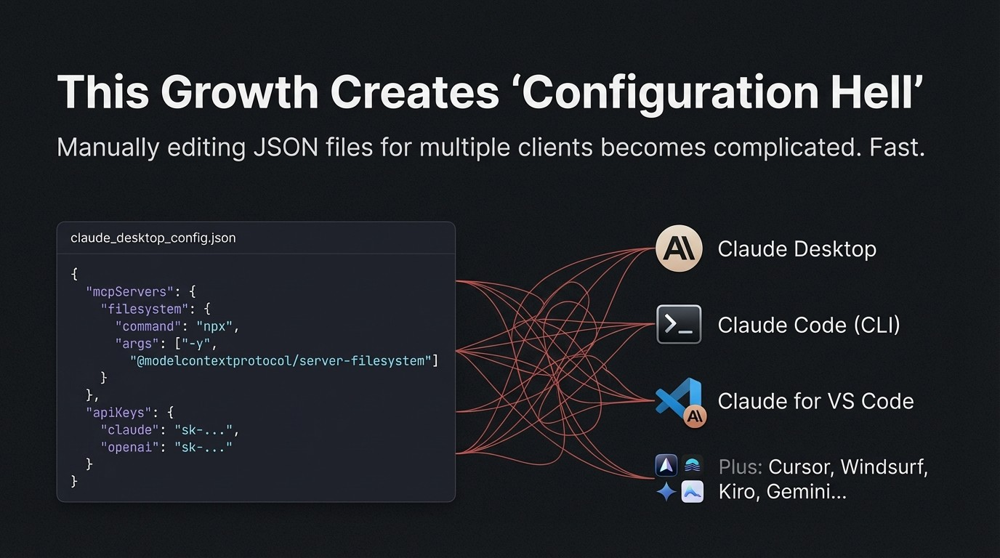 This Growth Creates ‘Configuration Hell’
Manually editing JSON files for multiple clients becomes complicated. Fast.
claude_desktop_config.json
{
  "mcpServers": {
    "filesystem": {
      "command": "npx",
      "args": ["-y",
        "@modelcontextprotocol/server-filesystem"]
    }
  },
  "apiKeys": {
    "claude": "sk-...",
    "openai": "sk-..."
  }
}
A\ Claude Desktop
>_ Claude Code (CLI)
A\ Claude for VS Code
Plus: Cursor, Windsurf,
Kiro, Gemini...